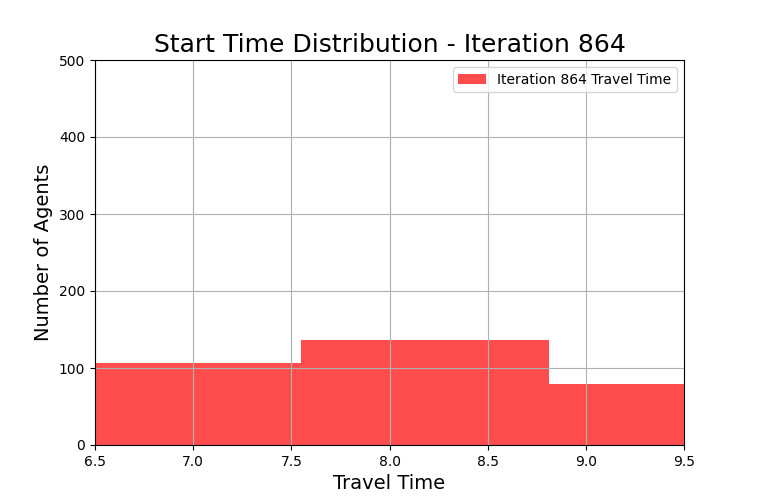 Start Time Distribution - Iteration 864
Iteration 864 Travel Time
Number of Agents
500
400
300
200
100
0
6.5 7.0 7.5 8.0 8.5 9.0 9.5
Travel Time